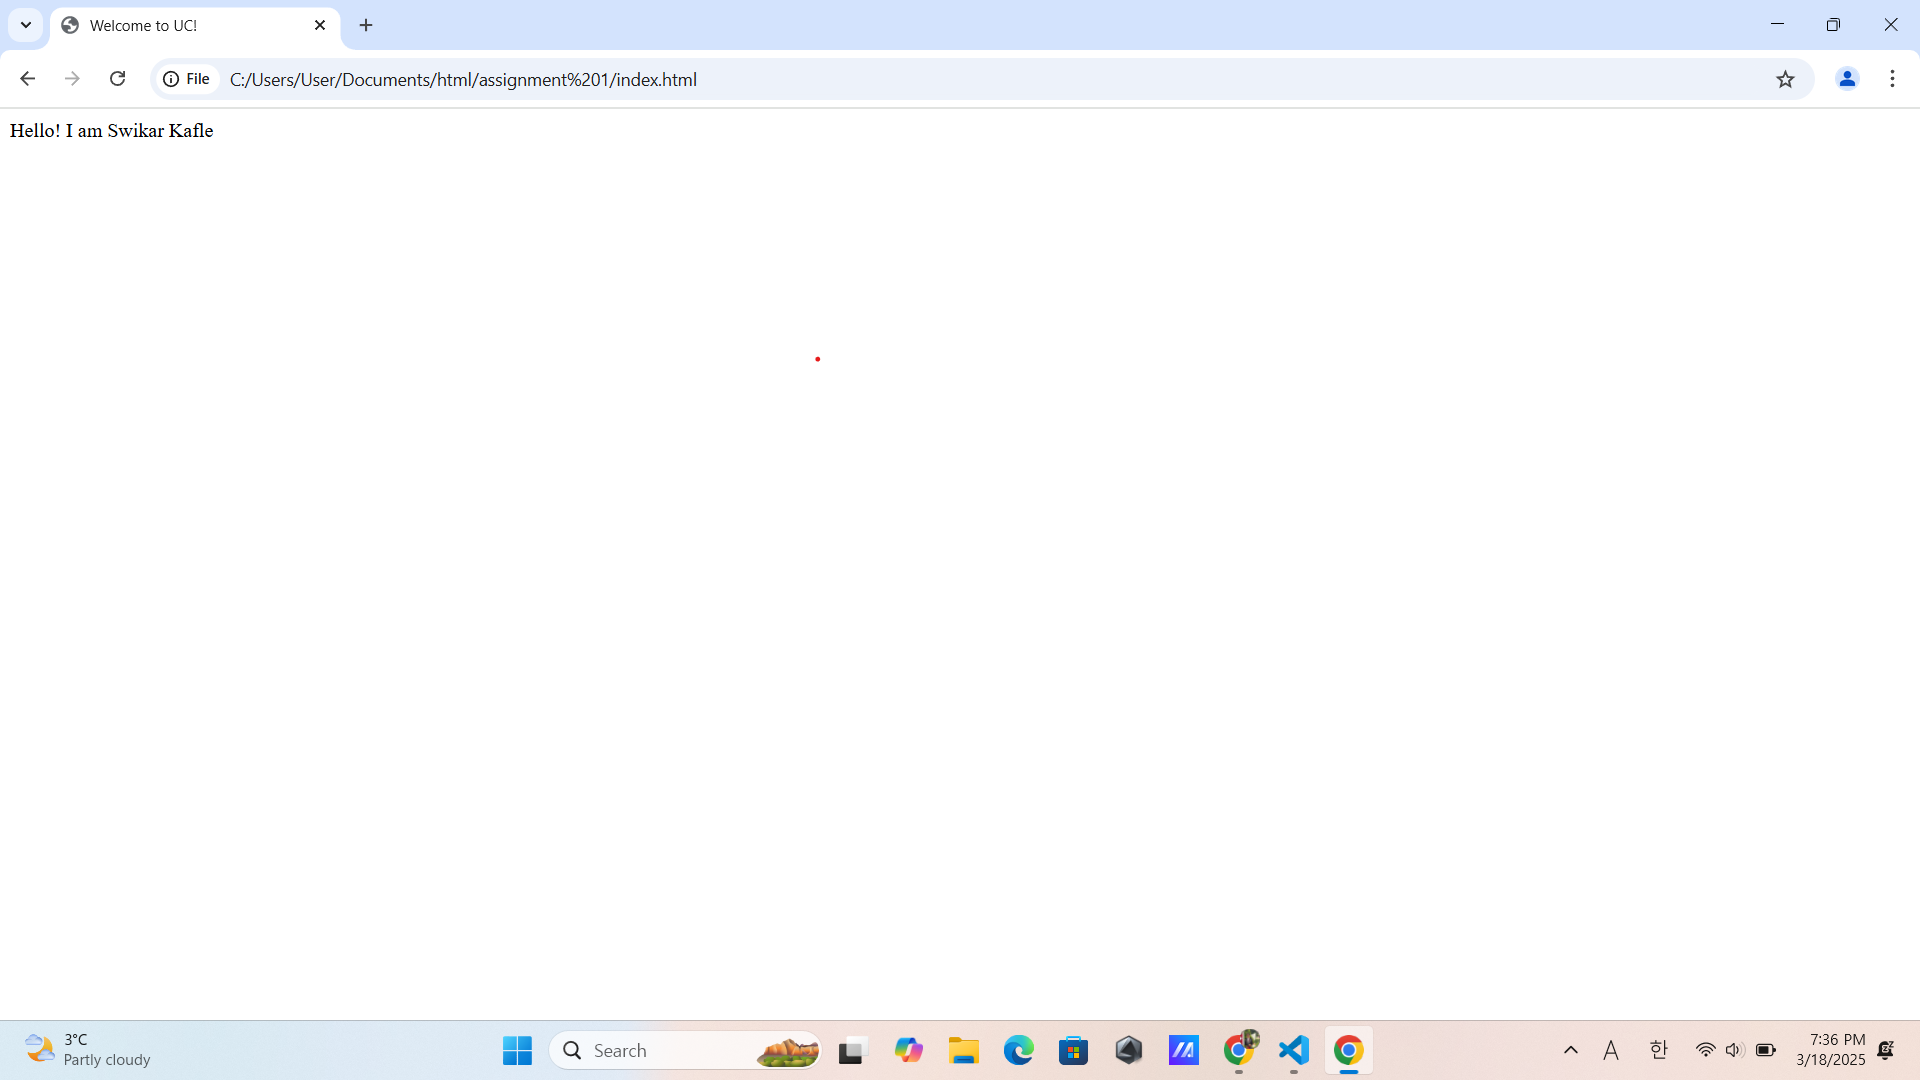 Welcome to UC!
File
C:/Users/User/Documents/html/assignment%201/index.html
Hello! I am Swikar Kafle
3°C
Partly cloudy
Search
A
한
7:36 PM
3/18/2025